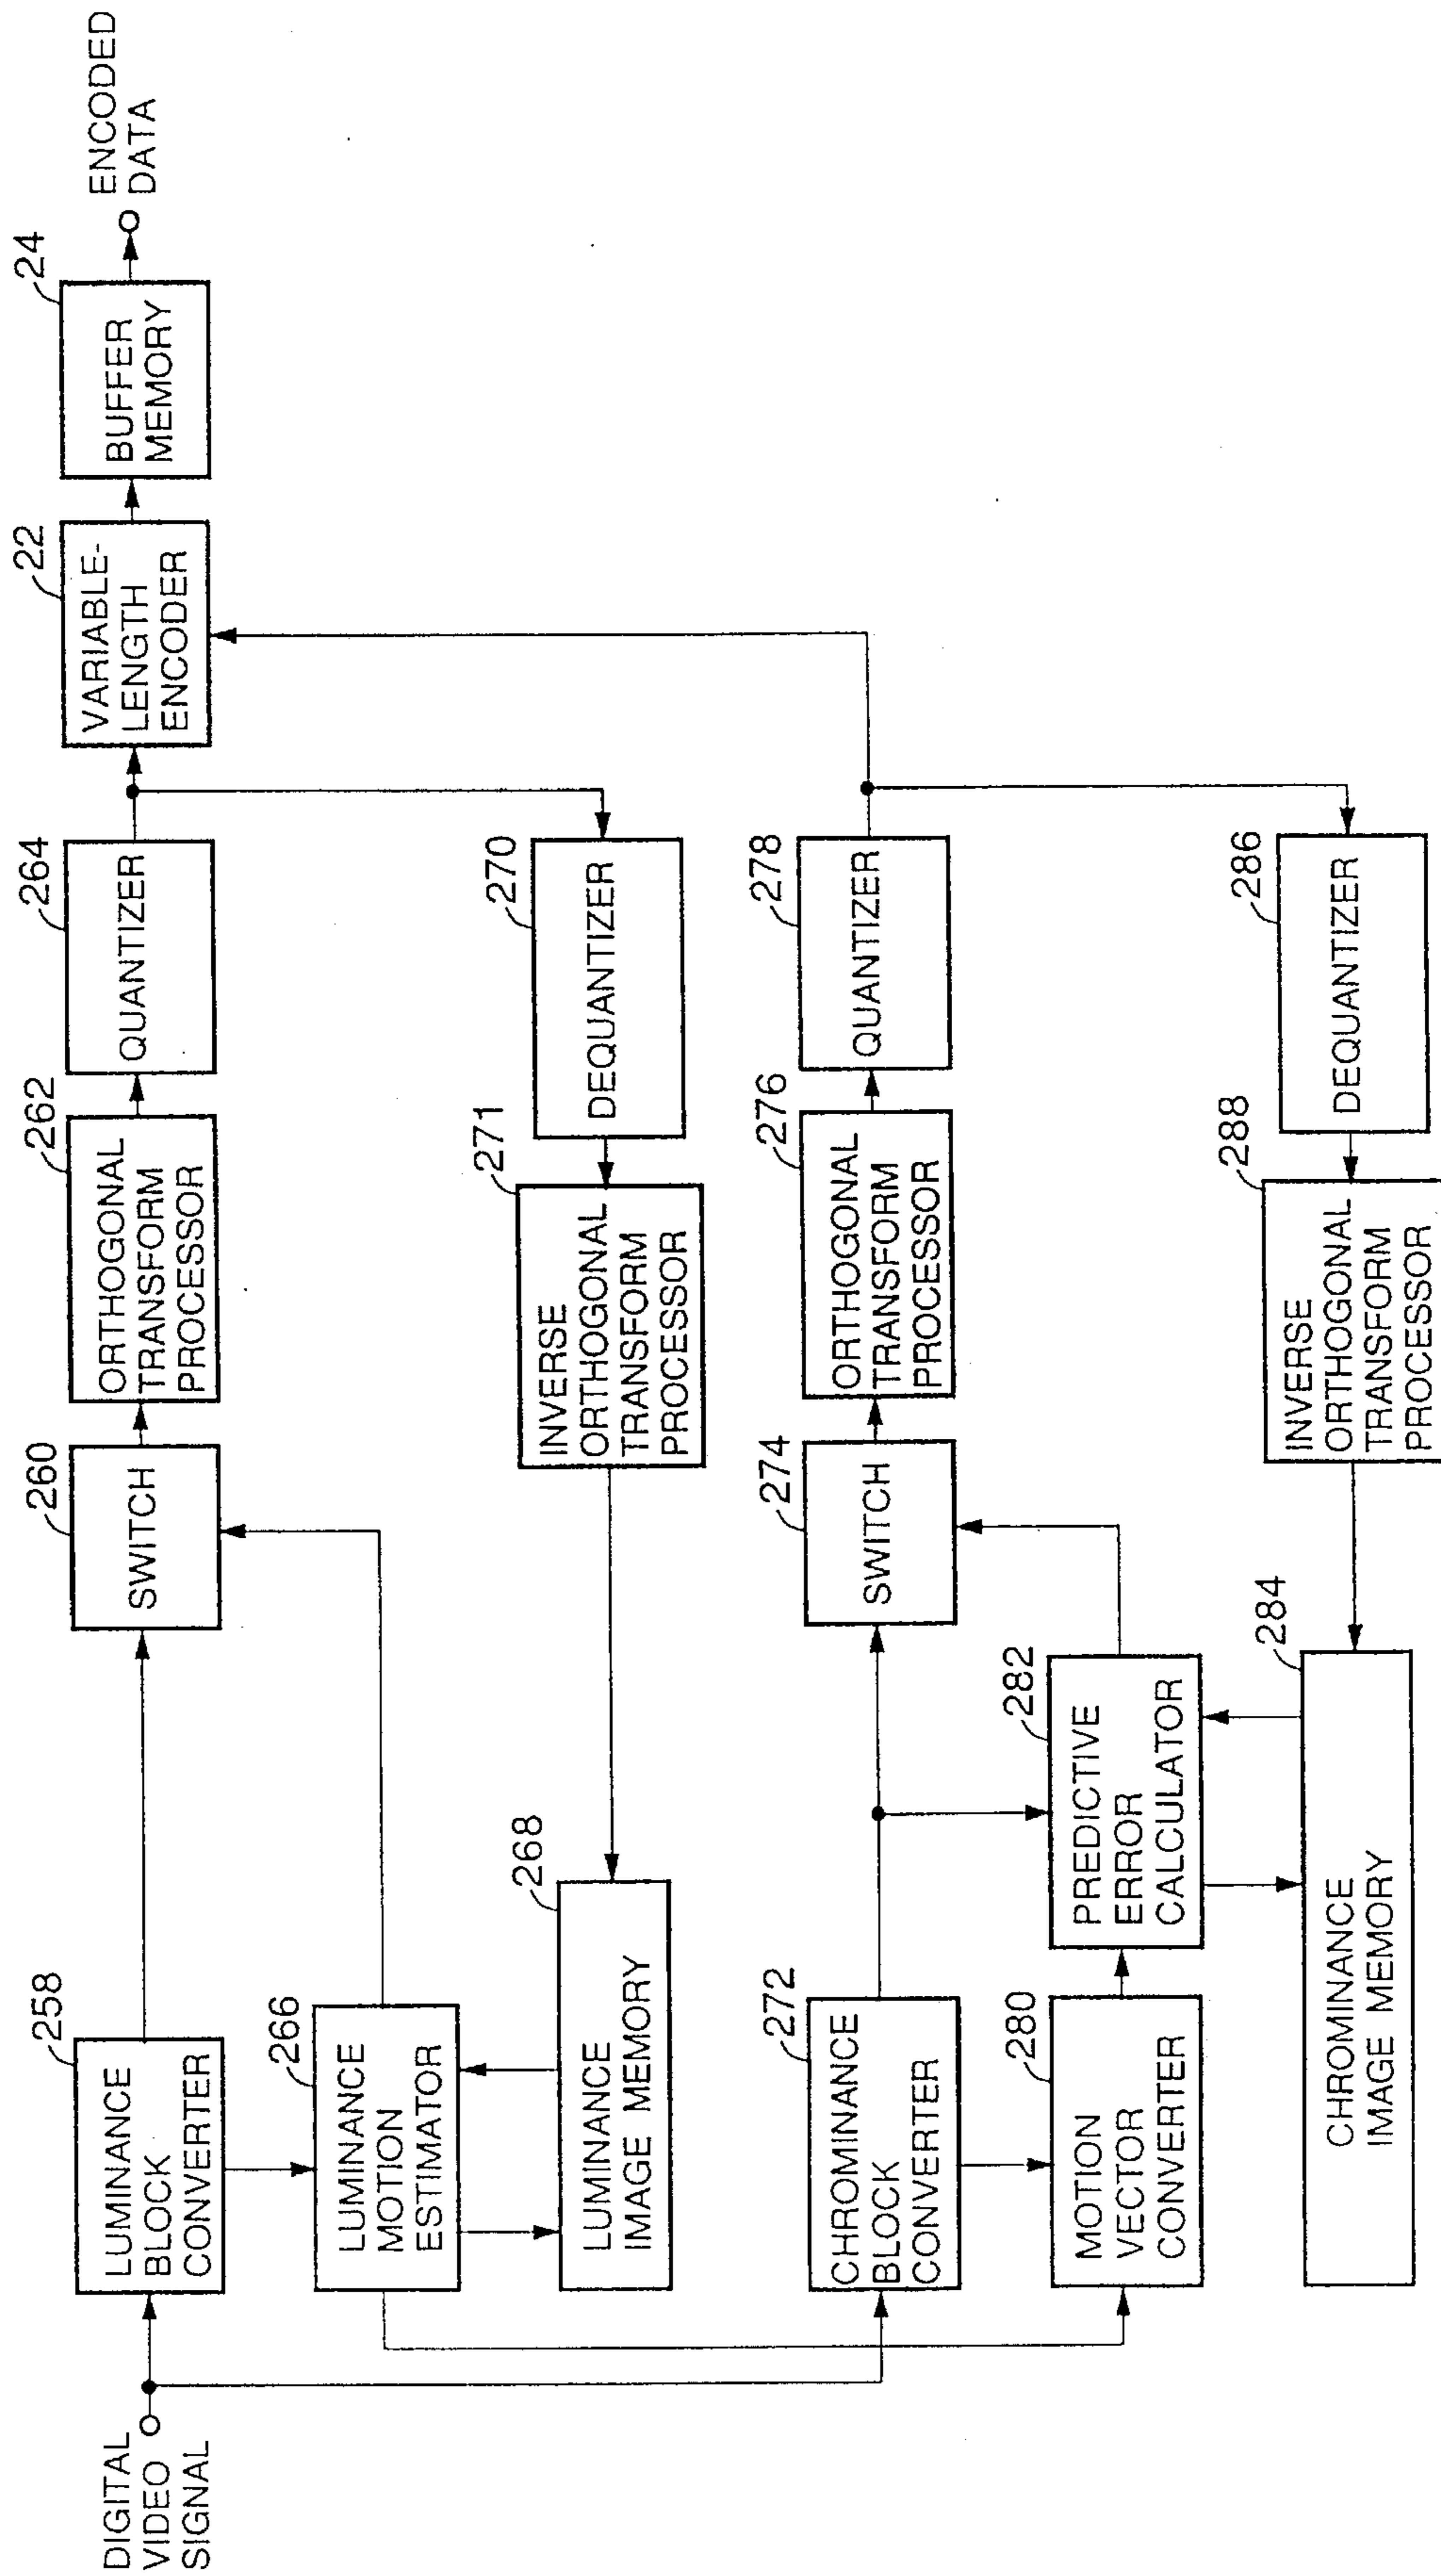 DIGITAL
VIDEO
SIGNAL
258
LUMINANCE
BLOCK
CONVERTER
260
SWITCH
262
ORTHOGONAL
TRANSFORM
PROCESSOR
264
QUANTIZER
22
VARIABLE-
LENGTH
ENCODER
24
BUFFER
MEMORY
ENCODED
DATA
266
LUMINANCE
MOTION
ESTIMATOR
268
LUMINANCE
IMAGE MEMORY
271
INVERSE
ORTHOGONAL
TRANSFORM
PROCESSOR
270
DEQUANTIZER
272
CHROMINANCE
BLOCK
CONVERTER
274
SWITCH
276
ORTHOGONAL
TRANSFORM
PROCESSOR
278
QUANTIZER
280
MOTION
VECTOR
CONVERTER
282
PREDICTIVE
ERROR
CALCULATOR
284
CHROMINANCE
IMAGE MEMORY
288
INVERSE
ORTHOGONAL
TRANSFORM
PROCESSOR
286
DEQUANTIZER